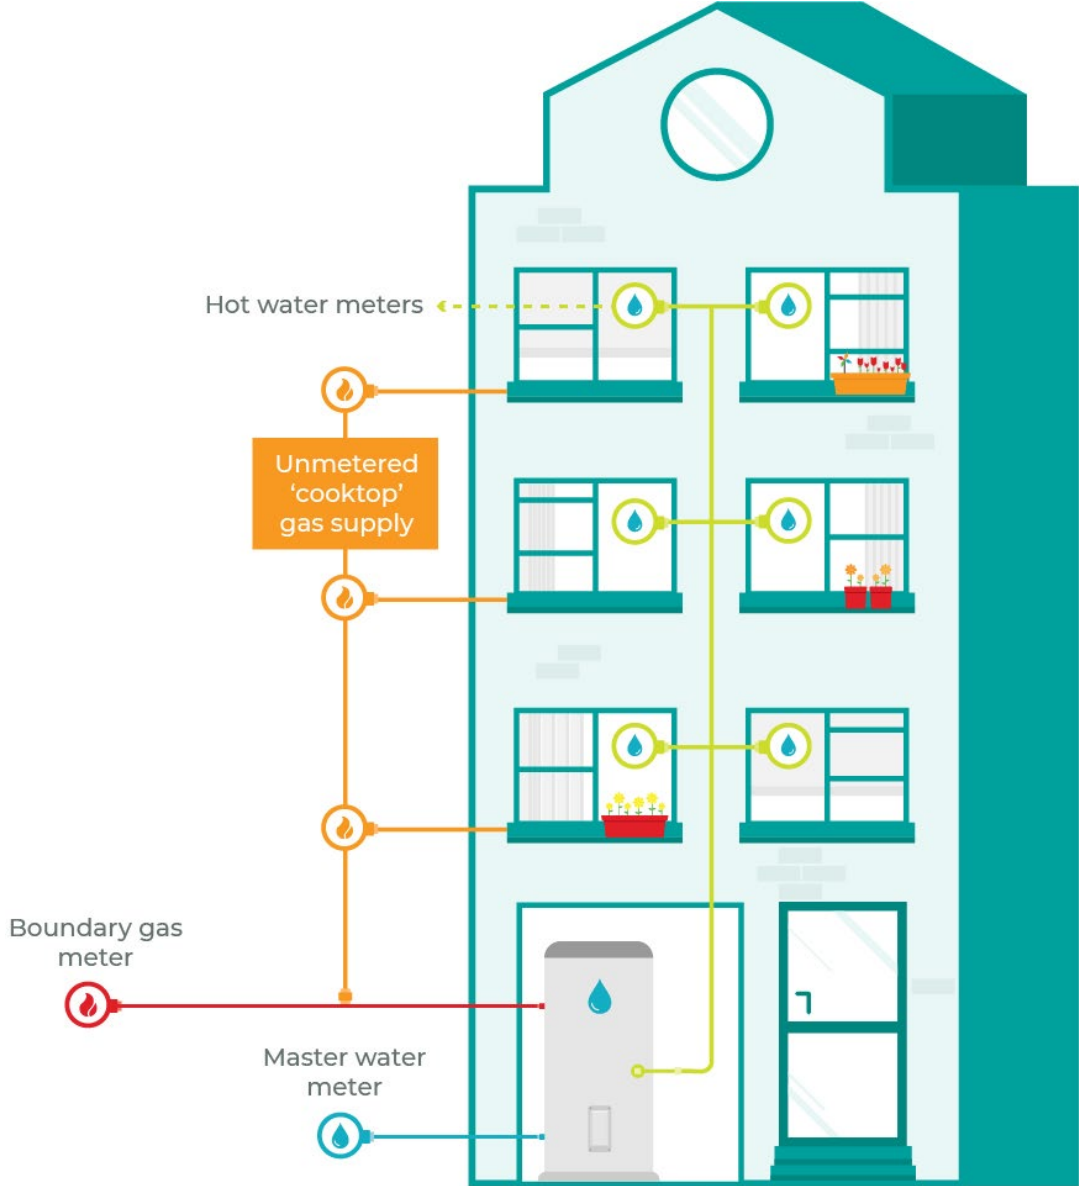 Hot water meters
Unmetered
‘cooktop’
gas supply
Boundary gas
meter
Master water
meter